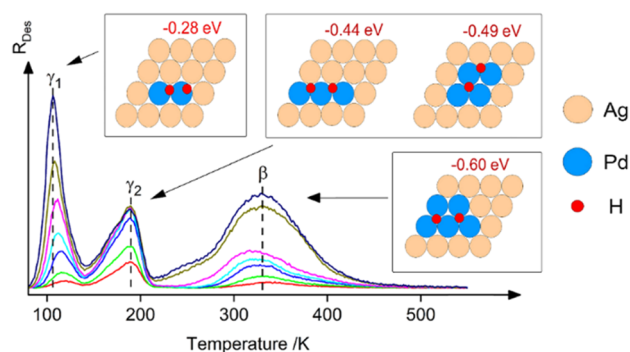 -0.28 eV
-0.44 eV
-0.49 eV
R_Des
γ₁
γ₂
β
-0.60 eV
Ag
Pd
H
100
200
300
400
500
Temperature /K